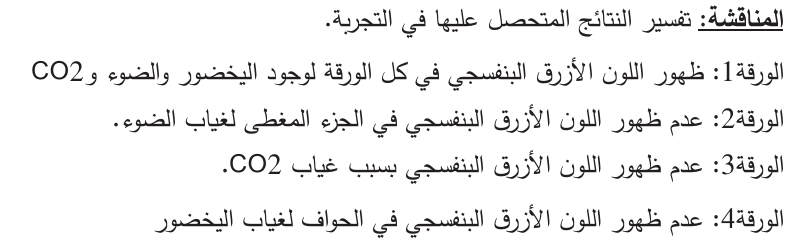 المناقشة: تفسير النتائج المتحصل عليها في التجربة.
الورقة1: ظهور اللون الأزرق البنفسجي في كل الورقة لوجود اليخضور والضوء و CO2
الورقة2: عدم ظهور اللون الأزرق البنفسجي في الجزء المغطى لغياب الضوء.
الورقة3: عدم ظهور اللون الأزرق البنفسجي بسبب غياب CO2.
الورقة4: عدم ظهور اللون الأزرق البنفسجي في الحواف لغياب اليخضور